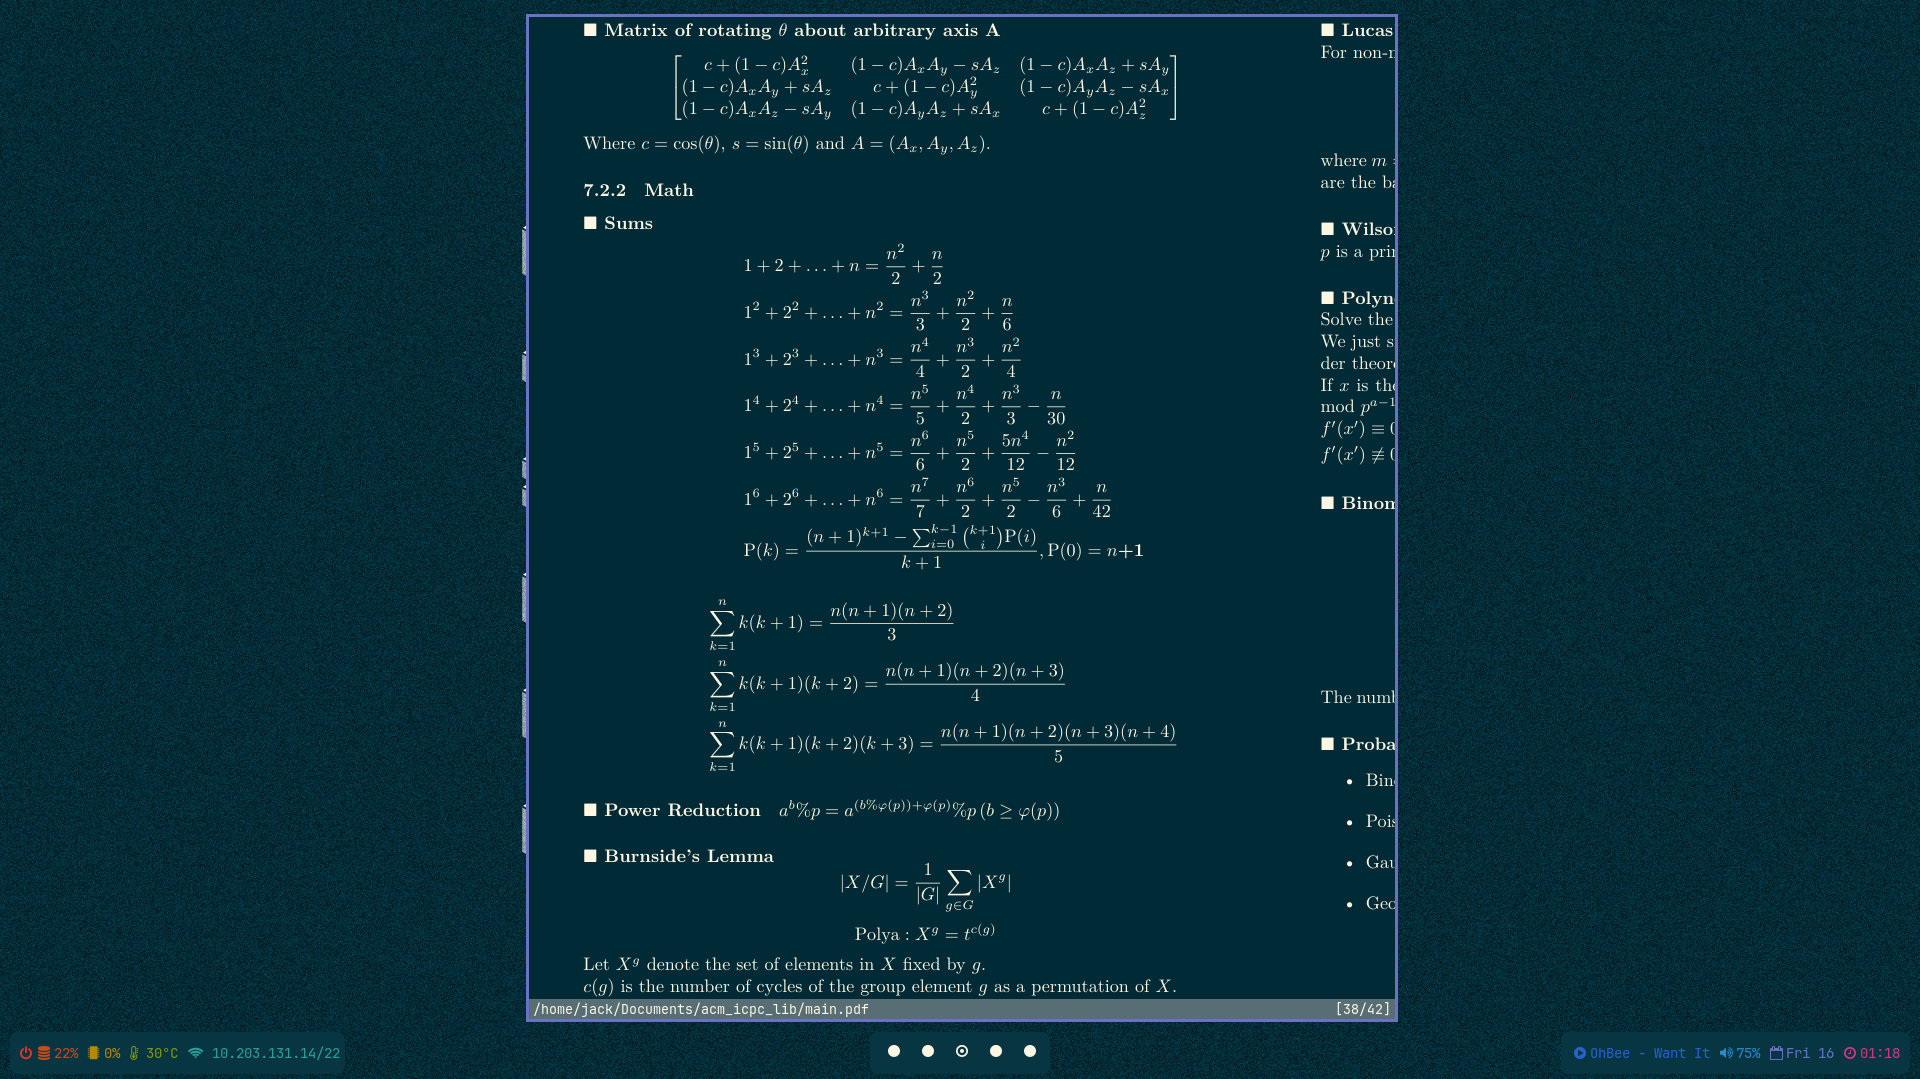 ■ Matrix of rotating θ about arbitrary axis A
c + (1 − c)A_x^2 (1 − c)A_xA_y − sA_z (1 − c)A_xA_z + sA_y
(1 − c)A_xA_y + sA_z c + (1 − c)A_y^2 (1 − c)A_yA_z − sA_x
(1 − c)A_xA_z − sA_y (1 − c)A_yA_z + sA_x c + (1 − c)A_z^2
Where c = cos(θ), s = sin(θ) and A = (A_x, A_y, A_z).
7.2.2 Math
■ Sums
1 + 2 + . . . + n = n^2/2 + n/2
1^2 + 2^2 + . . . + n^2 = n^3/3 + n^2/2 + n/6
1^3 + 2^3 + . . . + n^3 = n^4/4 + n^3/2 + n^2/4
1^4 + 2^4 + . . . + n^4 = n^5/5 + n^4/2 + n^3/3 − n/30
1^5 + 2^5 + . . . + n^5 = n^6/6 + n^5/2 + 5n^4/12 − n^2/12
1^6 + 2^6 + . . . + n^6 = n^7/7 + n^6/2 + n^5/2 − n^3/6 + n/42
P(k) = ((n + 1)^{k+1} − ∑_{i=0}^{k−1} (k+1 i) P(i))/(k + 1), P(0) = n+1
∑_{k=1}^{n} k(k + 1) = n(n + 1)(n + 2)/3
∑_{k=1}^{n} k(k + 1)(k + 2) = n(n + 1)(n + 2)(n + 3)/4
∑_{k=1}^{n} k(k + 1)(k + 2)(k + 3) = n(n + 1)(n + 2)(n + 3)(n + 4)/5
■ Power Reduction a^b%p = a^{(b%φ(p))+φ(p)}%p (b ≥ φ(p))
■ Burnside's Lemma
|X/G| = 1/|G| ∑_{g∈G} |X^g|
Polya : X^g = t^{c(g)}
Let X^g denote the set of elements in X fixed by g.
c(g) is the number of cycles of the group element g as a permutation of X.
■ Lucas
For non-
where m
are the
■ Wilso
p is a pri
■ Polyn
Solve the
We just s
der theor
If x is the
mod p^{a−1}
f′(x′) ≡
f′(x′) ≢
■ Binom
The numb
■ Proba
• Bin
• Pois
• Gau
• Geo
/home/jack/Documents/acm_icpc_lib/main.pdf [38/42]
22% 0% 30°C 10.203.131.14/22
OhBee - Want It 75% Fri 16 01:18